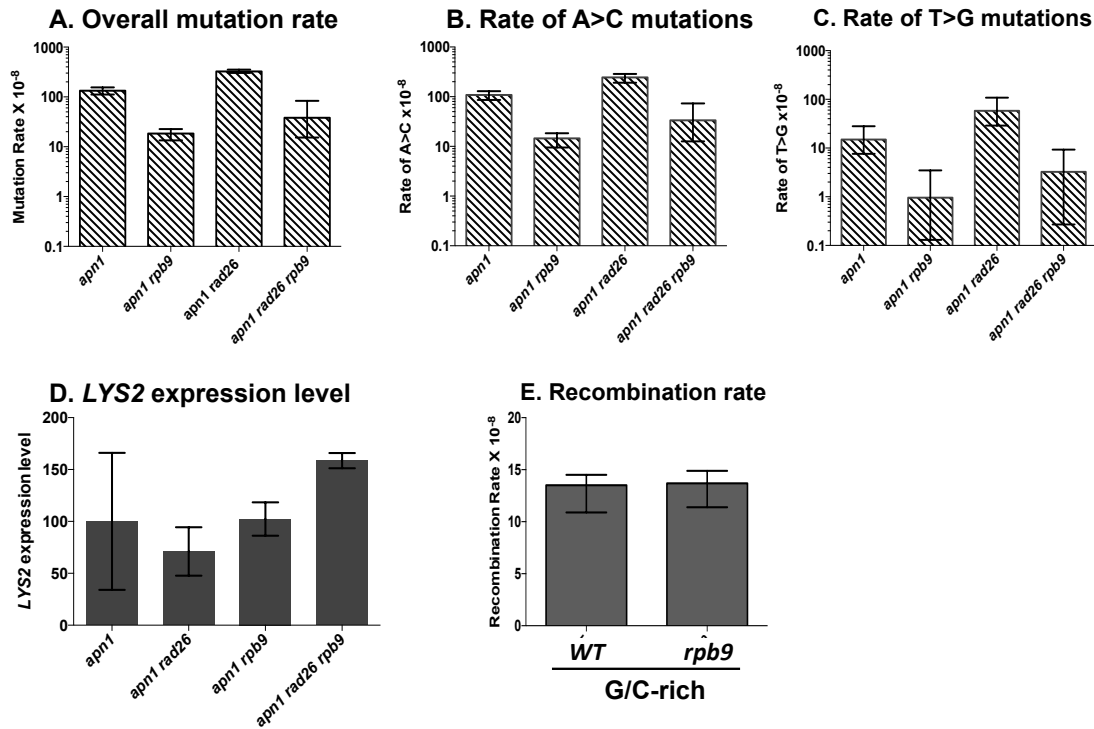 A. Overall mutation rate
Mutation Rate X 10-8
1000
100
10
1
0.1
apn1
apn1 rpb9
apn1 rad26
apn1 rad26 rpb9
B. Rate of A>C mutations
Rate of A>C x10-8
1000
100
10
1
0.1
apn1
apn1 rpb9
apn1 rad26
apn1 rad26 rpb9
C. Rate of T>G mutations
Rate of T>G x10-8
1000
100
10
1
0.1
apn1
apn1 rpb9
apn1 rad26
apn1 rad26 rpb9
D. LYS2 expression level
LYS2 expression level
200
150
100
50
0
apn1
apn1 rad26
apn1 rpb9
apn1 rad26 rpb9
E. Recombination rate
Recombination Rate X 10-8
20
15
10
5
0
WT
rpb9
G/C-rich